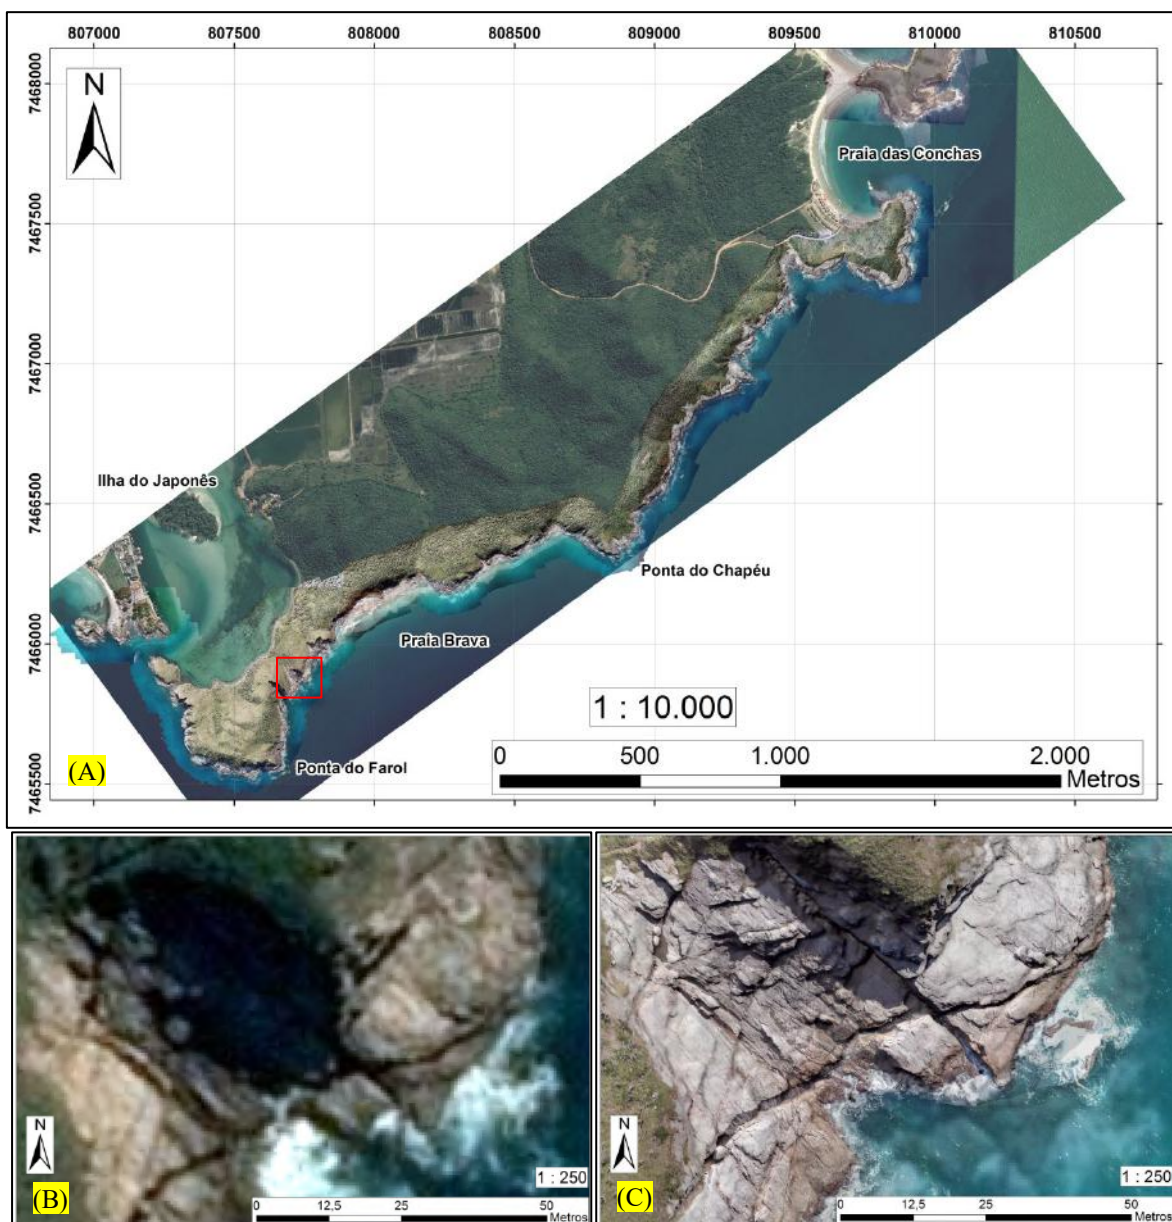 807000 807500 808000 808500 809000 809500 810000 810500
7468000
N
Praia das Conchas
7467500
7467000
Ilha do Japonês
7466500
Ponta do Chapéu
7466000
Praia Brava
1 : 10.000
0 500 1.000 2.000
Metros
(A)
Ponta do Farol
7465500
N
1 : 250
(B)
0 12,5 25 50
Metros
N
1 : 250
(C)
0 12,5 25 50
Metros